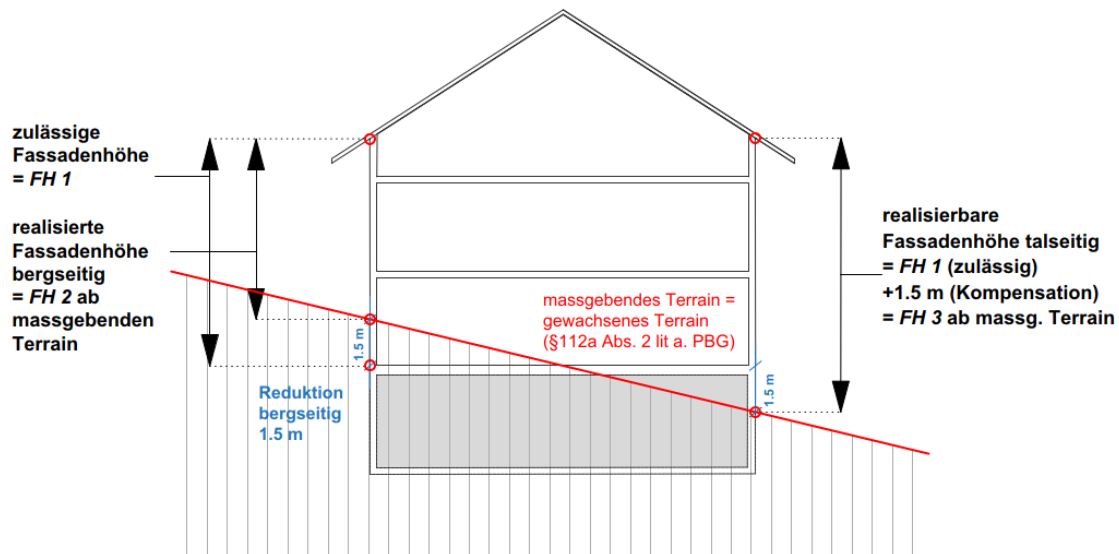 zulässige
Fassadenhöhe
= FH 1
realisierte
Fassadenhöhe
bergseitig
= FH 2 ab
massgebenden
Terrain
1.5 m
Reduktion
bergseitig
1.5 m
massgebendes Terrain =
gewachsenes Terrain
(§112a Abs. 2 lit a. PBG)
1.5 m
realisierbare
Fassadenhöhe talseitig
= FH 1 (zulässig)
+1.5 m (Kompensation)
= FH 3 ab massg. Terrain